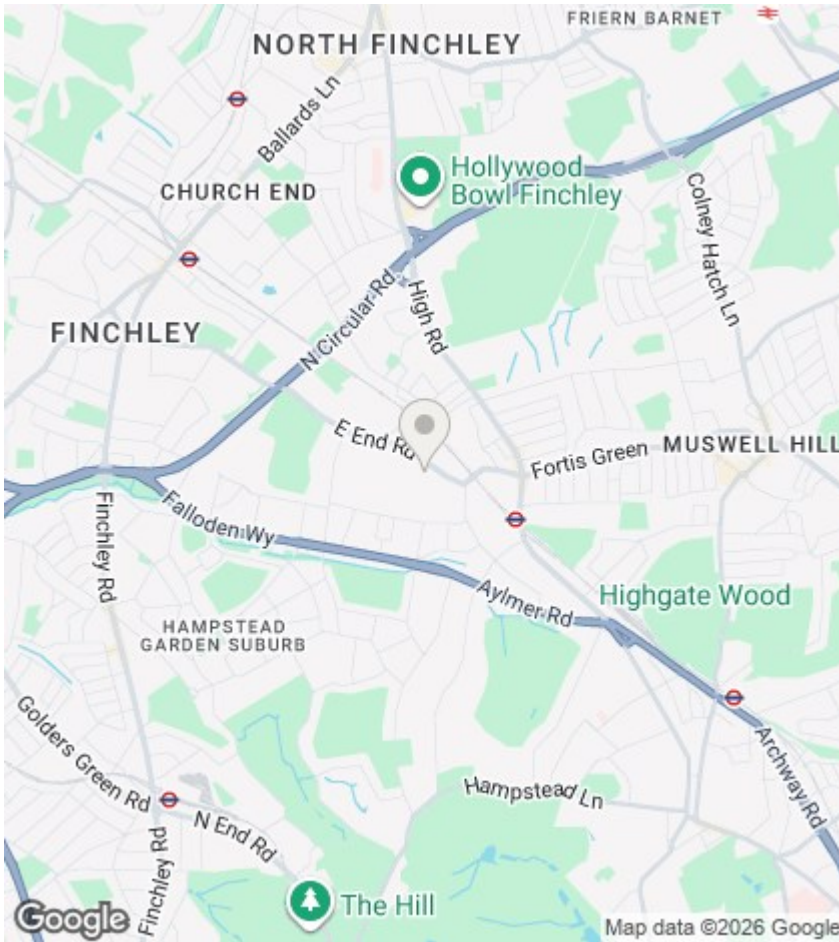 FRIERN BARNET
NORTH FINCHLEY
Ballards Ln
Hollywood
Bowl Finchley
CHURCH END
Colney Hatch Ln
N Circular Rd
High Rd
FINCHLEY
E End Rd
Fortis Green
MUSWELL HILL
Falloden Wy
Finchley Rd
Aylmer Rd
Highgate Wood
HAMPSTEAD
GARDEN SUBURB
Golders Green Rd
Archway Rd
Hampstead Ln
N End Rd
Finchley Rd
The Hill
Google
Map data ©2026 Google